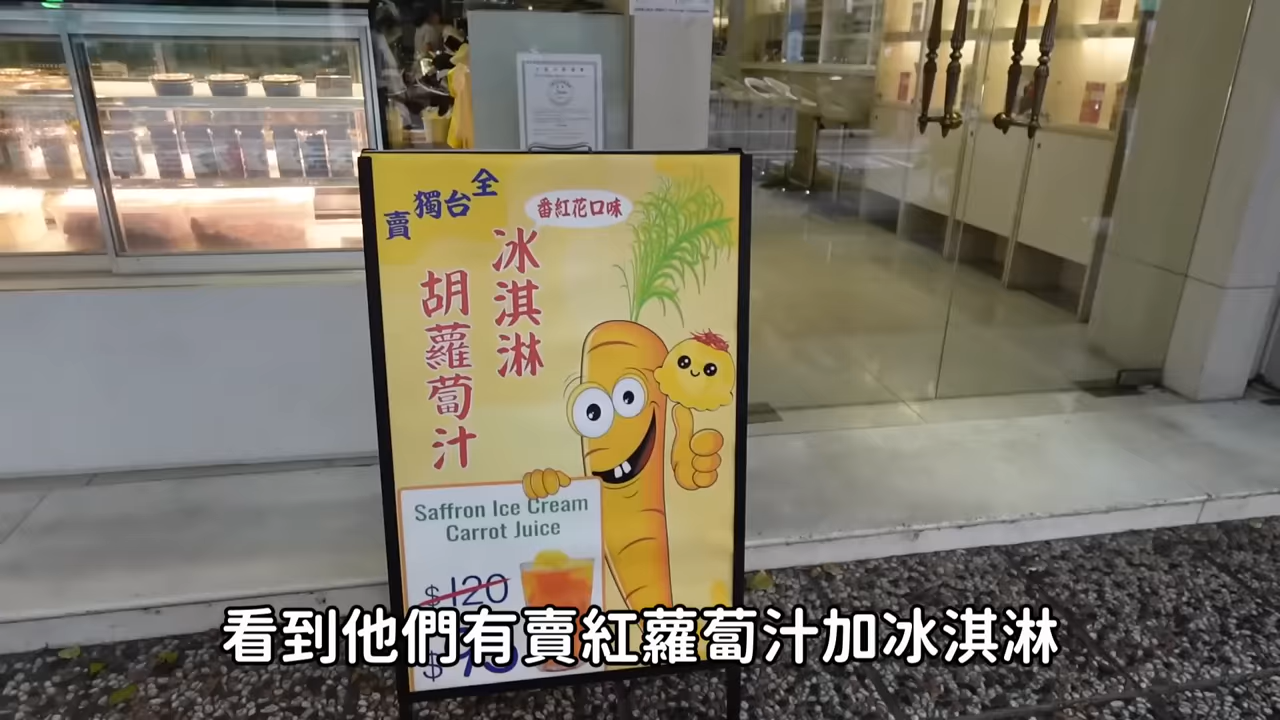 全台獨賣
番紅花口味
冰淇淋
胡蘿蔔汁
Saffron Ice Cream
Carrot Juice
$120
看到他們有賣紅蘿蔔汁加冰淇淋